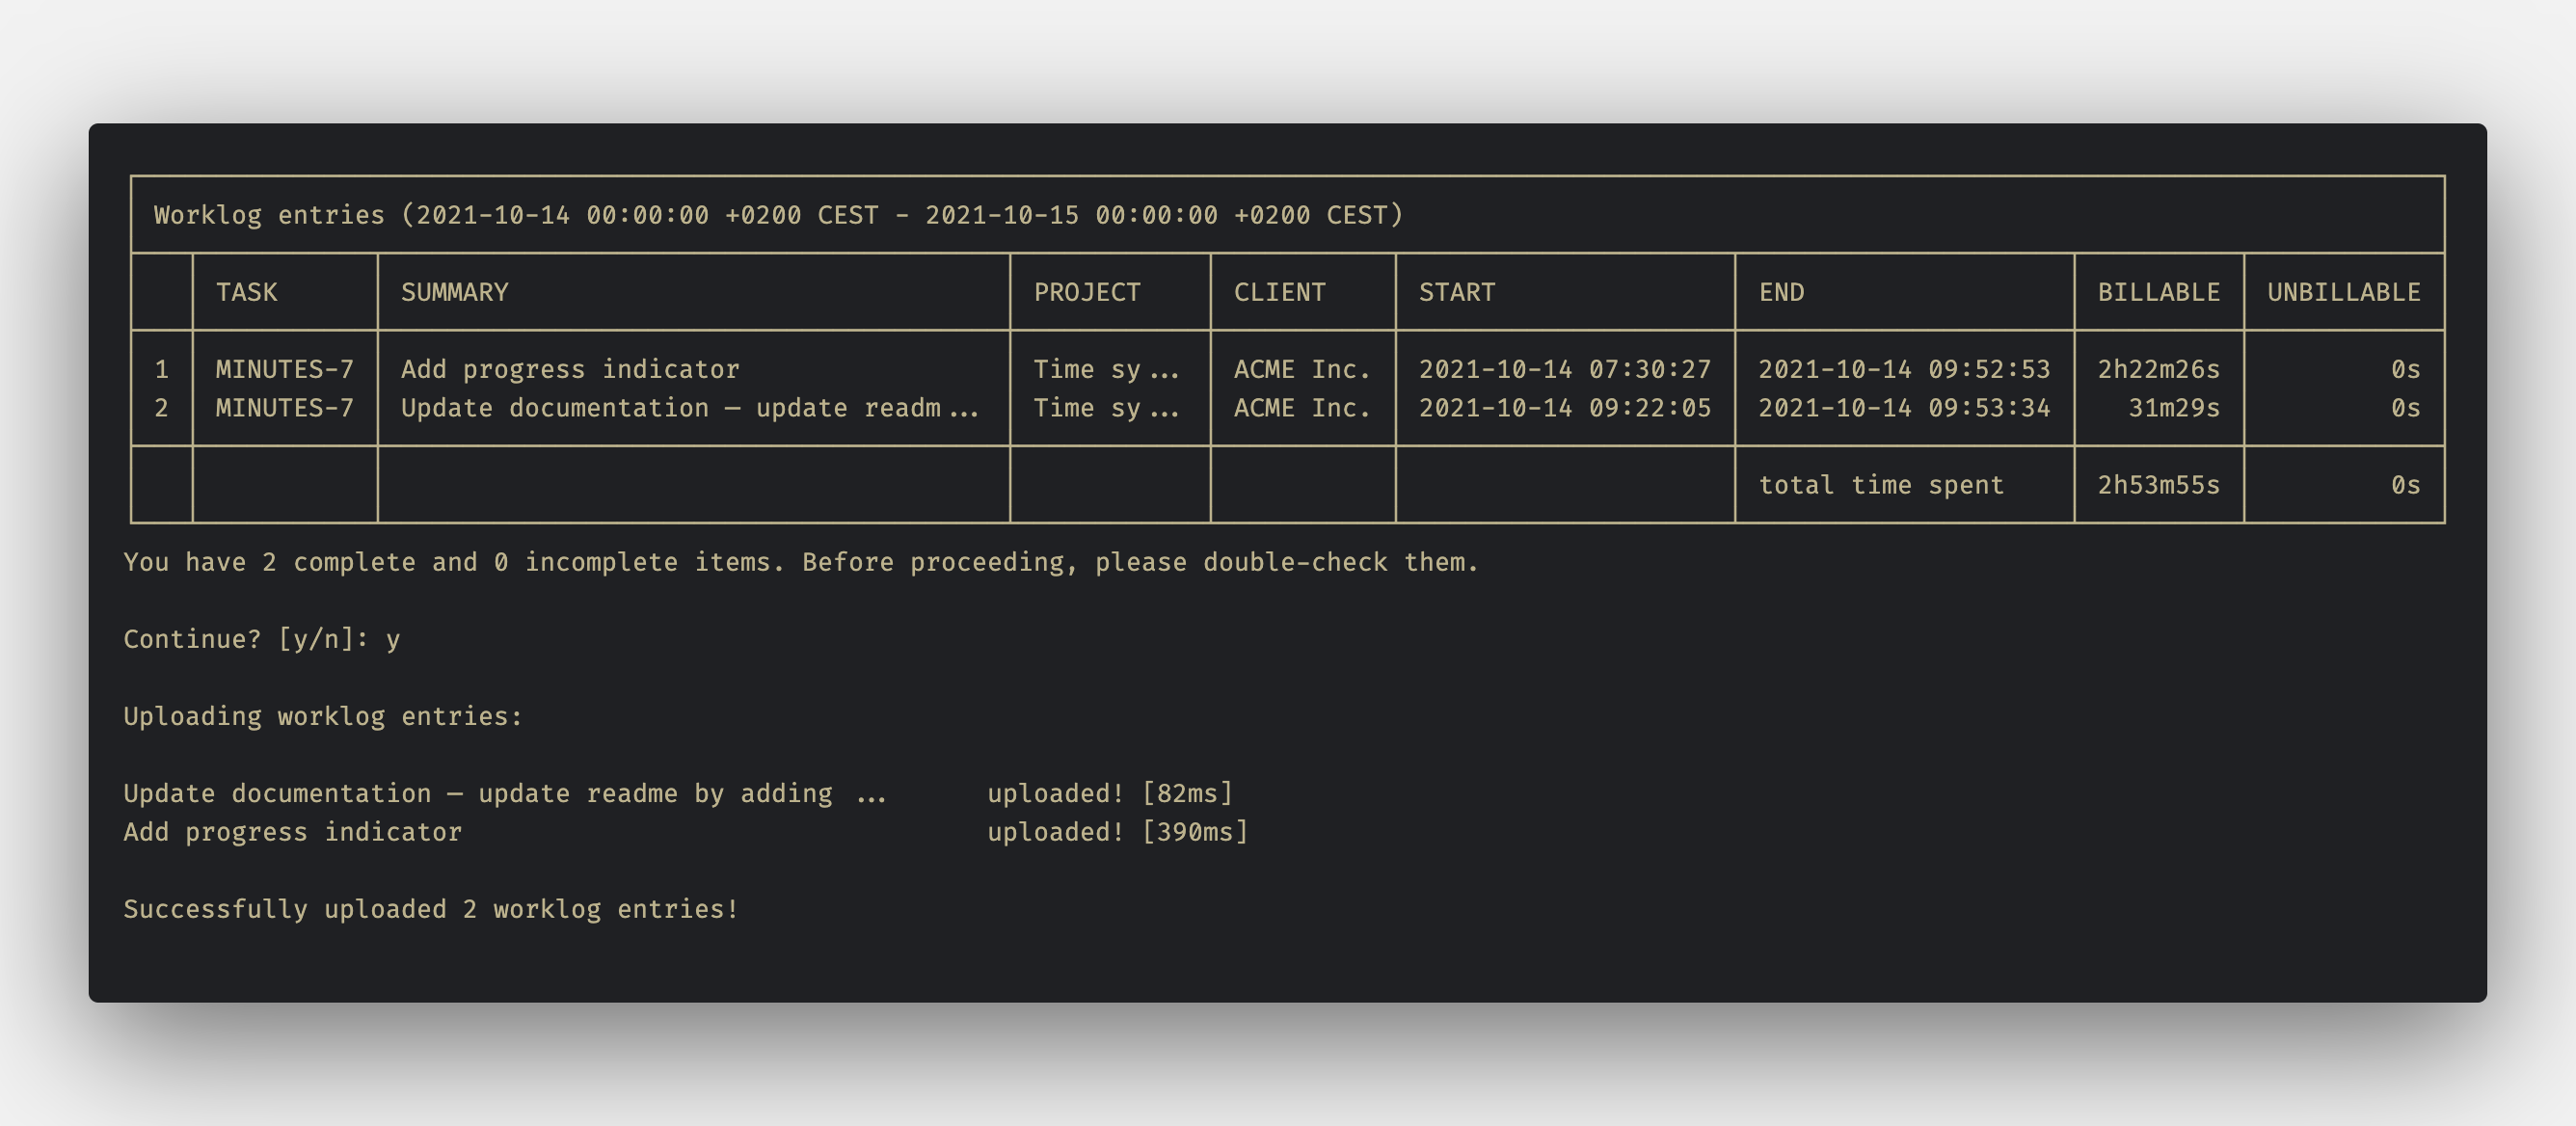 Worklog entries (2021-10-14 00:00:00 +0200 CEST - 2021-10-15 00:00:00 +0200 CEST)
TASK SUMMARY PROJECT CLIENT START END BILLABLE UNBILLABLE
1 MINUTES-7 Add progress indicator Time sy... ACME Inc. 2021-10-14 07:30:27 2021-10-14 09:52:53 2h22m26s 0s
2 MINUTES-7 Update documentation — update readm... Time sy... ACME Inc. 2021-10-14 09:22:05 2021-10-14 09:53:34 31m29s 0s
total time spent 2h53m55s 0s
You have 2 complete and 0 incomplete items. Before proceeding, please double-check them.
Continue? [y/n]: y
Uploading worklog entries:
Update documentation — update readme by adding ... uploaded! [82ms]
Add progress indicator uploaded! [390ms]
Successfully uploaded 2 worklog entries!